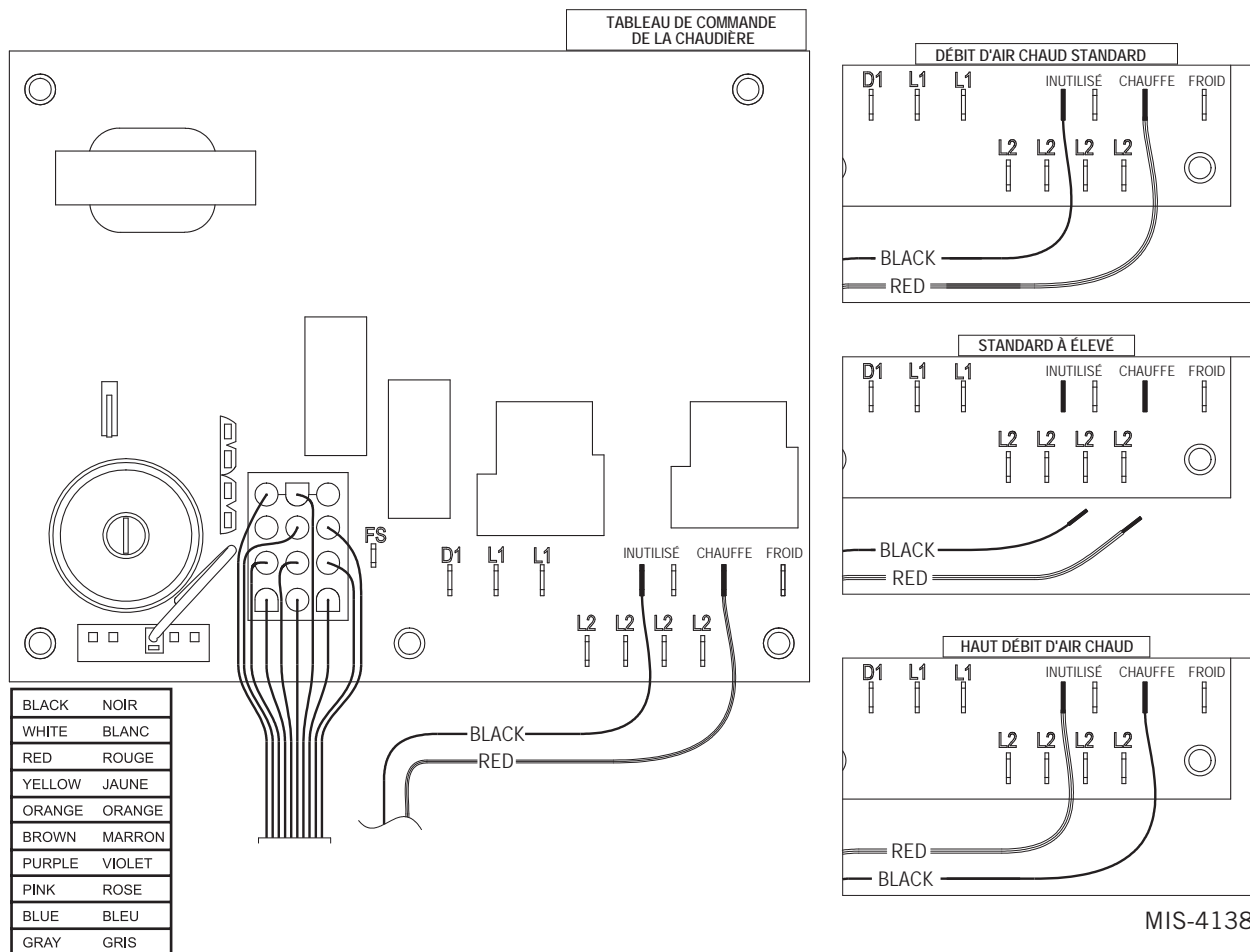 TABLEAU DE COMMANDE
DE LA CHAUDIÈRE
FS
D1 L1 L1 INUTILISÉ CHAUFFE FROID
L2 L2 L2 L2
BLACK
RED
BLACK NOIR
WHITE BLANC
RED ROUGE
YELLOW JAUNE
ORANGE ORANGE
BROWN MARRON
PURPLE VIOLET
PINK ROSE
BLUE BLEU
GRAY GRIS
DÉBIT D'AIR CHAUD STANDARD
D1 L1 L1 INUTILISÉ CHAUFFE FROID
L2 L2 L2 L2
BLACK
RED
STANDARD À ÉLEVÉ
D1 L1 L1 INUTILISÉ CHAUFFE FROID
L2 L2 L2 L2
BLACK
RED
HAUT DÉBIT D'AIR CHAUD
D1 L1 L1 INUTILISÉ CHAUFFE FROID
L2 L2 L2 L2
RED
BLACK
MIS-4138